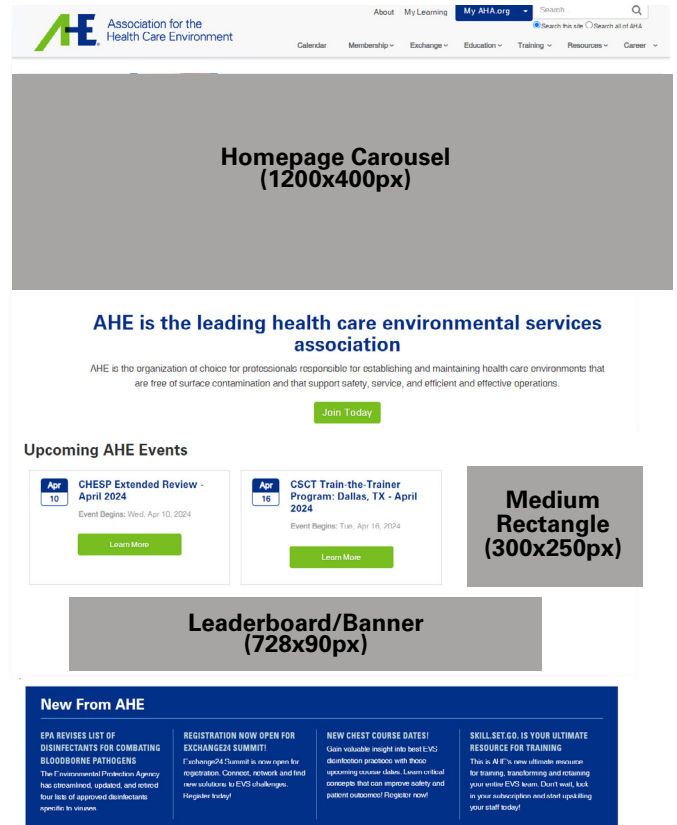 About My Learning My AHA.org Search...
AHE® Association for the
Health Care Environment
Search this site Search all of AHA
Calendar Membership Exchange Education Training Resources Career
Homepage Carousel
(1200x400px)
AHE is the leading health care environmental services
association
AHE is the organization of choice for professionals responsible for establishing and maintaining health care environments that
are free of surface contamination and that support safety, service, and efficient and effective operations.
Join Today
Upcoming AHE Events
Apr
10
CHESP Extended Review -
April 2024
Event Begins: Wed, Apr 10, 2024
Learn More
Apr
16
CSCT Train-the-Trainer
Program: Dallas, TX - April
2024
Event Begins: Tue, Apr 16, 2024
Learn More
Medium
Rectangle
(300x250px)
Leaderboard/Banner
(728x90px)
New From AHE
EPA REVISES LIST OF
DISINFECTANTS FOR COMBATING
BLOODBORNE PATHOGENS
The Environmental Protection Agency
has streamlined, updated, and retired
four lists of approved disinfectants
specific to viruses.
REGISTRATION NOW OPEN FOR
EXCHANGE24 SUMMIT!
Exchange24 Summit is now open for
registration. Connect, network and find
new solutions to EVS challenges.
Register today!
NEW CHEST COURSE DATES!
Gain valuable insight into best EVS
disinfection practices with these
upcoming course dates. Learn critical
concepts that can improve safety and
patient outcomes! Register now!
SKILL.SET.GO. IS YOUR ULTIMATE
RESOURCE FOR TRAINING
This is AHE's new ultimate resource
for training, transforming and retaining
your entire EVS team. Don't wait, lock
in your subscription and start upskilling
your staff today!